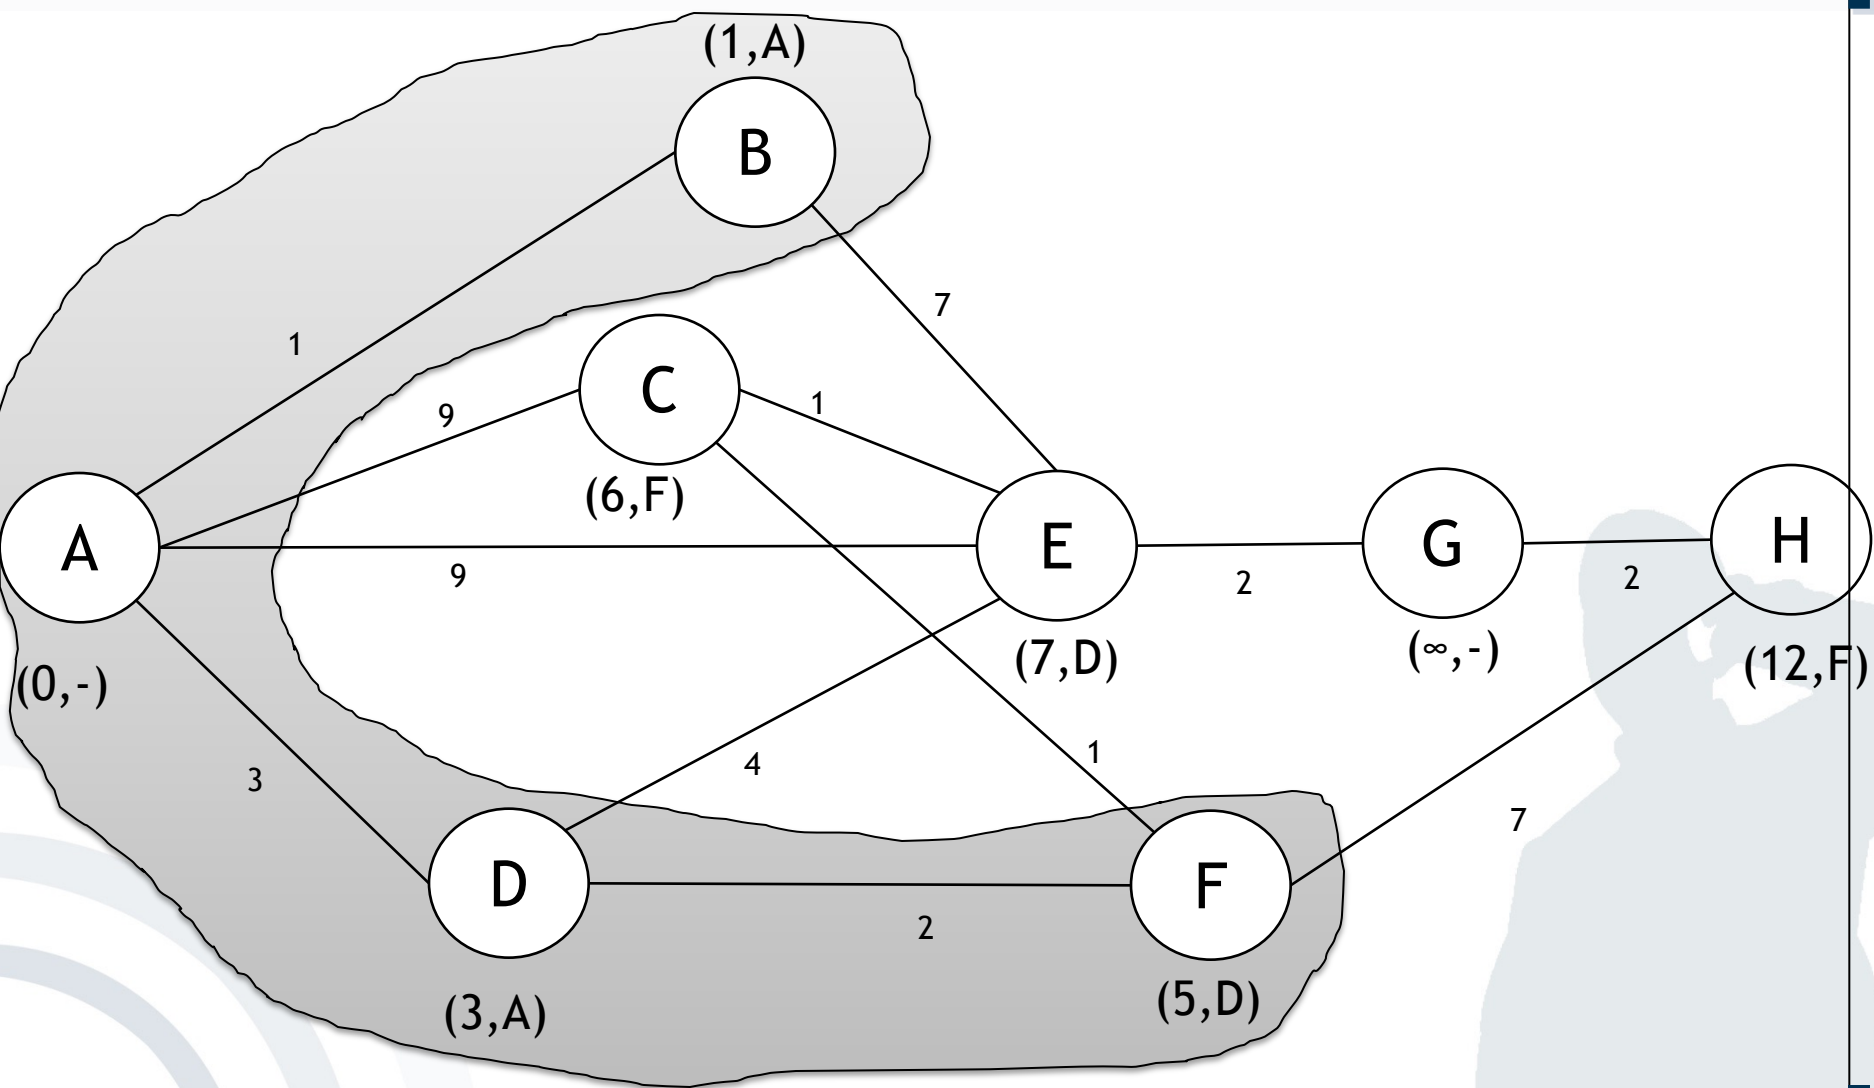 (1,A)
B
7
1
C
9
1
(6,F)
A
9
E
2
G
2
H
(0,-)
(7,D)
(∞,-)
(12,F)
3
4
1
7
D
2
F
(3,A)
(5,D)